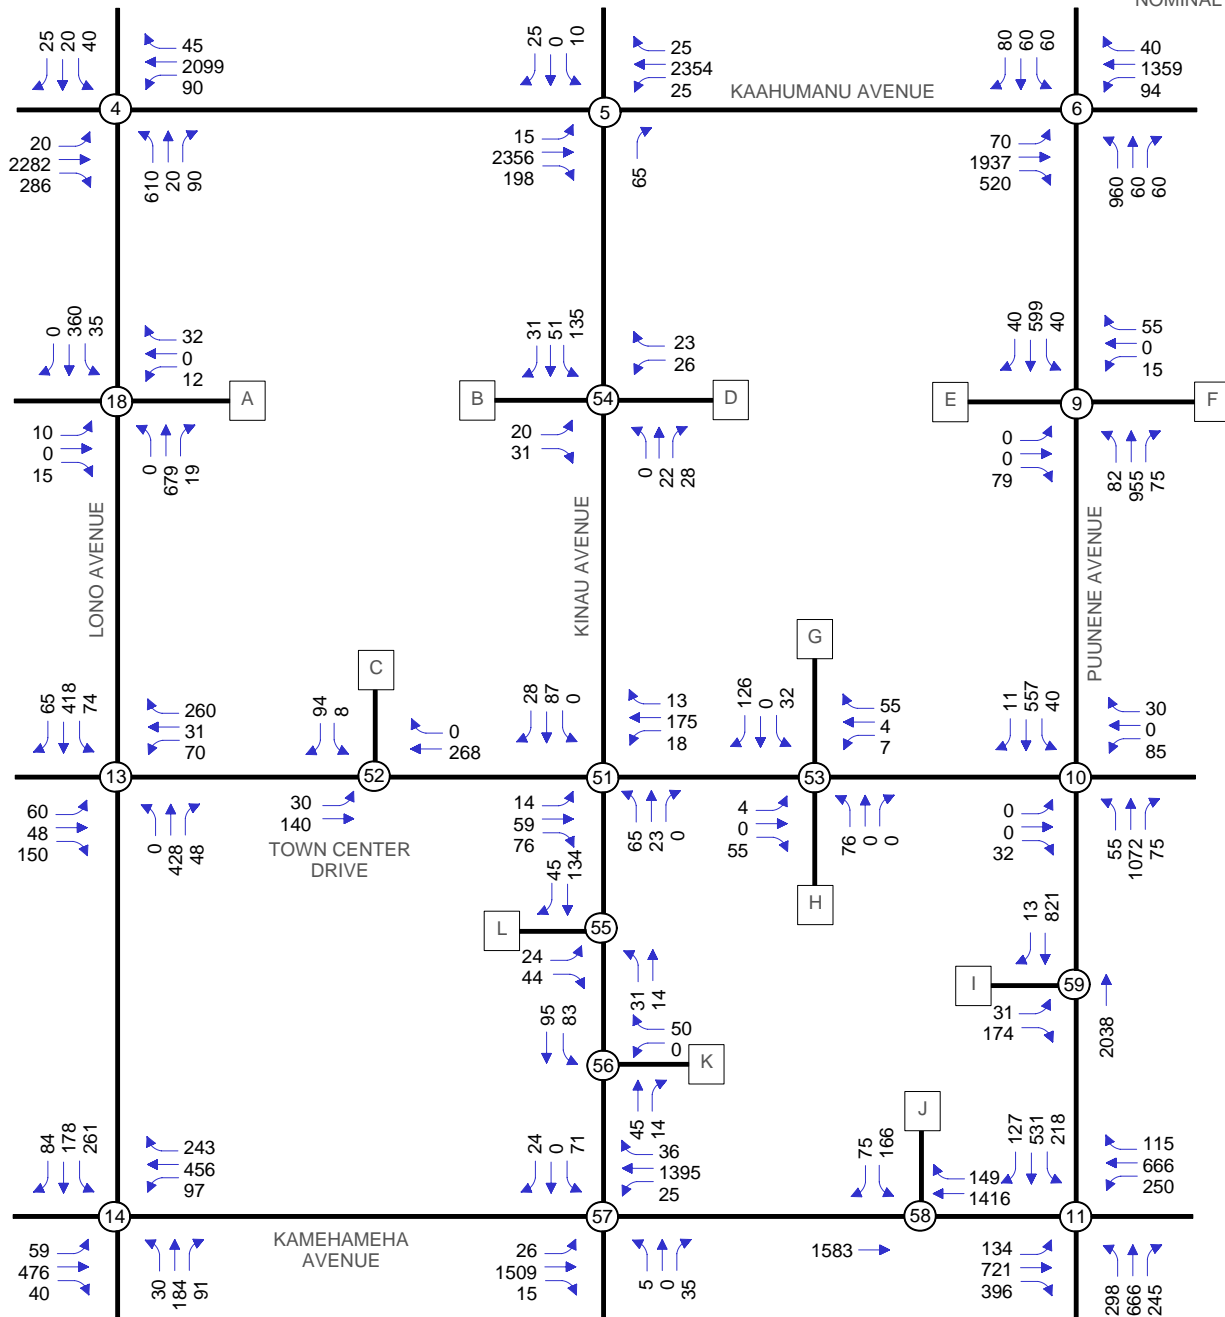 NOMINAL
25 20 40
45
2099
90
25 0 10
25
2354
25
80 60 60
40
1359
94
KAAHUMANU AVENUE
4
5
6
20
2282
286
610 20 90
15
2356
198
65
70
1937
520
960 60 60
0 360 35
32
0
12
31 51 135
23
26
40 599 40
55
0
15
A
B
D
E
F
18
54
9
10
0
15
0 679 19
20
31
0 22 28
0
0
79
82 955 75
LONO AVENUE
KINAU AVENUE
PUUNENE AVENUE
G
C
65 418 74
260
31
70
94 8
0
268
28 87 0
13
175
18
126 0 32
55
4
7
11 557 40
30
0
85
13
52
51
53
10
60
48
150
0 428 48
30
140
TOWN CENTER
DRIVE
14
59
76
65 23 0
4
0
55
76 0 0
0
0
32
55 1072 75
45 134
H
13 821
L
55
24
44
31 14
I
59
31
174
2038
95 83
50
0
56
K
45 14
J
84 178 261
243
456
97
24 0 71
36
1395
25
75 166
149
1416
127 531 218
115
666
250
14
57
58
11
KAMEHAMEHA
AVENUE
59
476
40
30 184 91
26
1509
15
5 0 35
1583
134
721
396
298 666 245